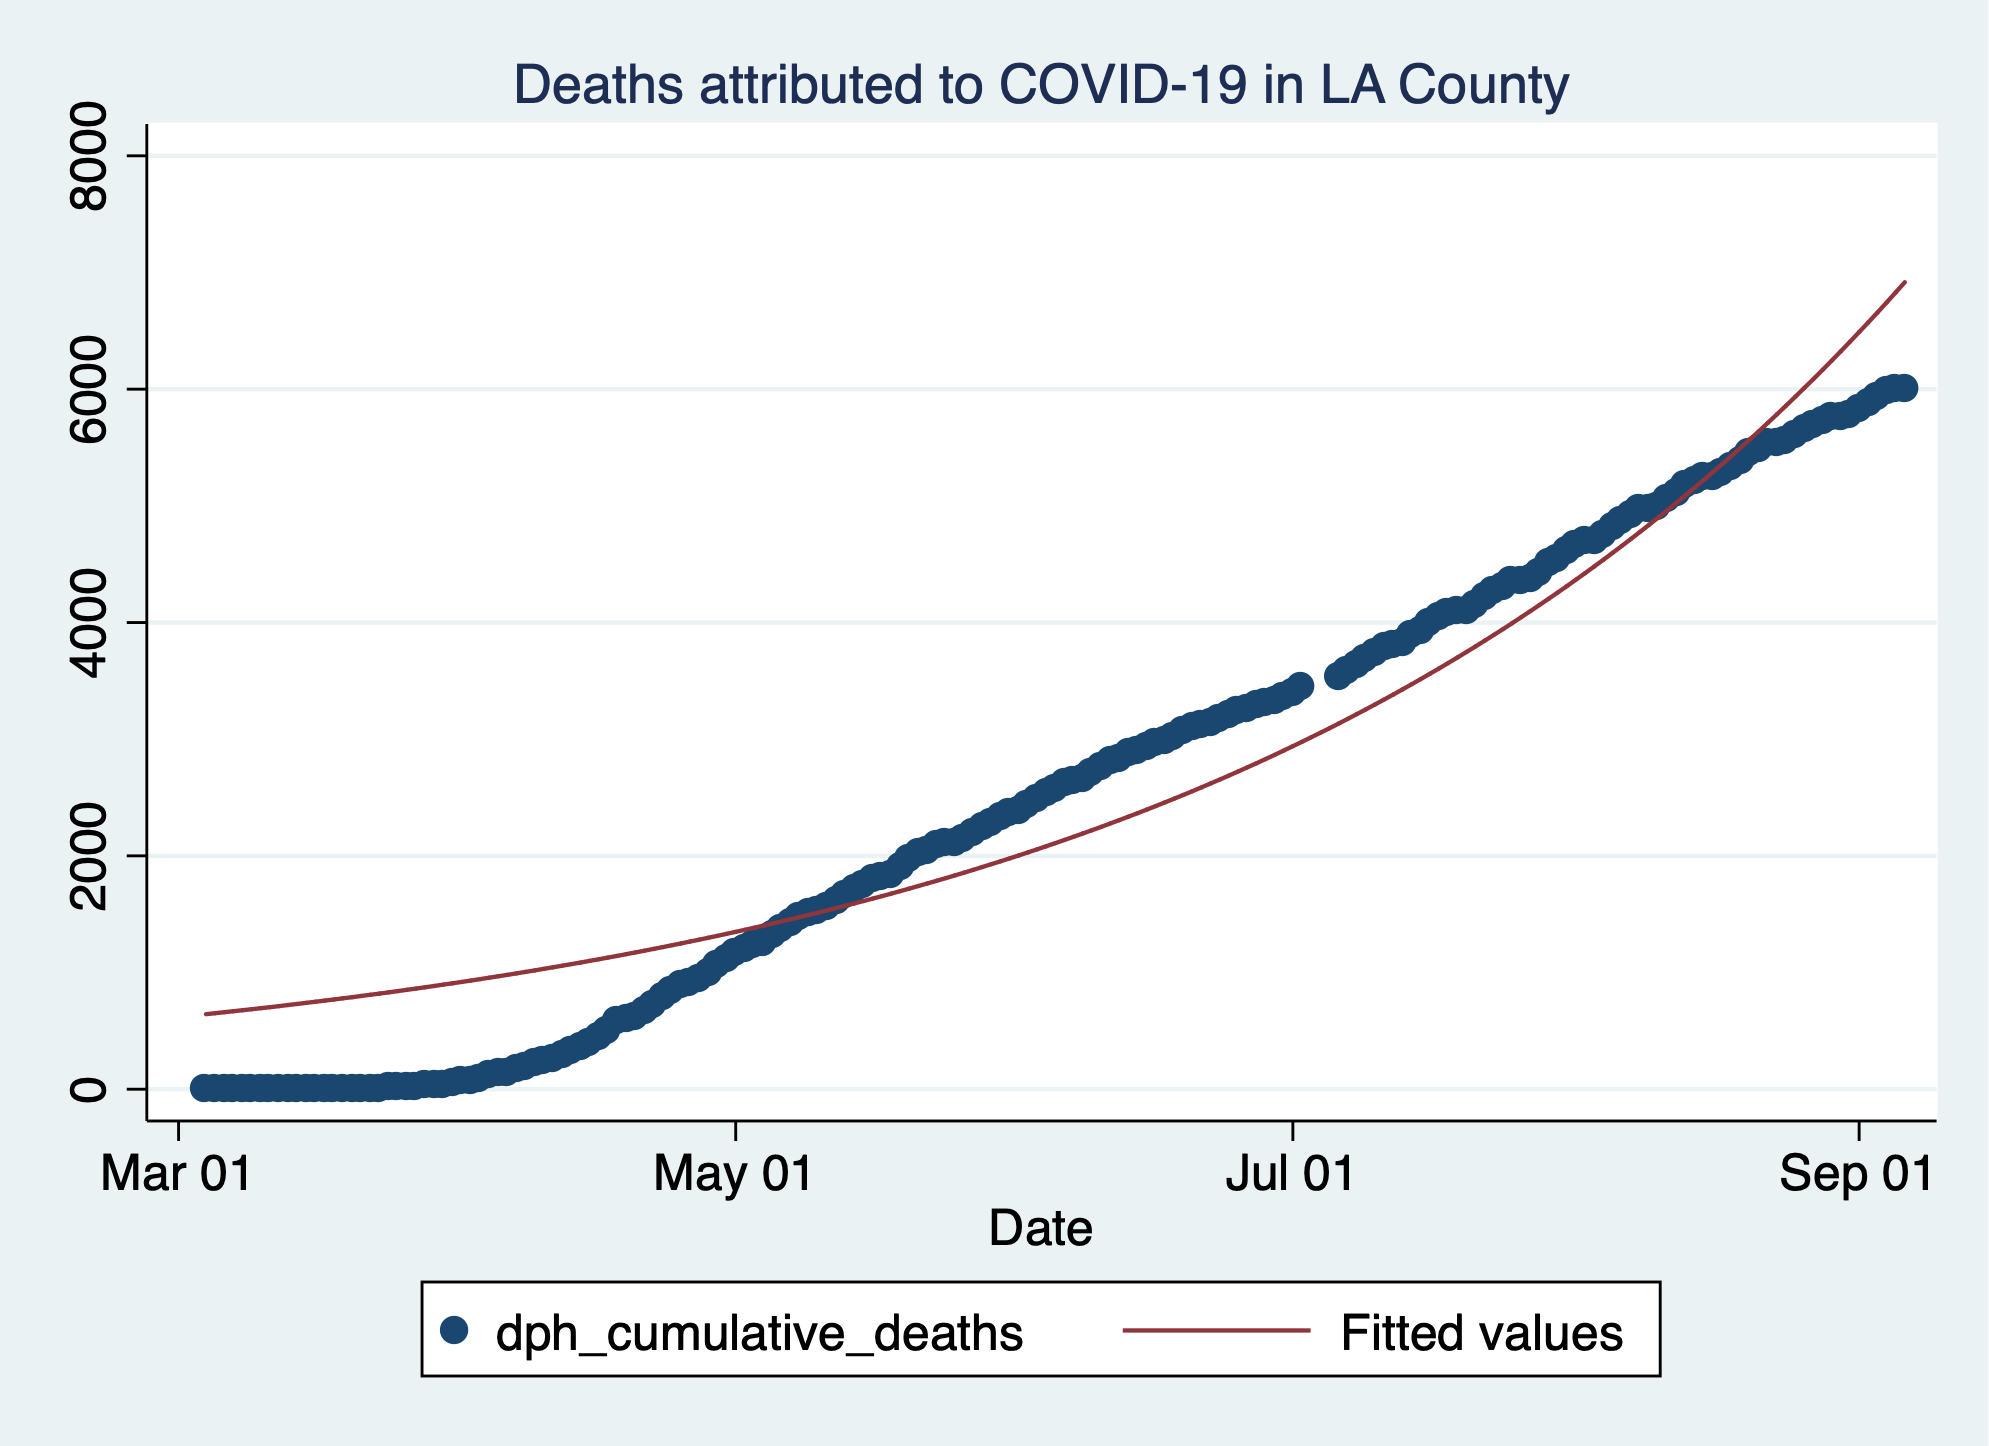 Deaths attributed to COVID-19 in LA County
8000
6000
4000
2000
0
Mar 01 May 01 Jul 01 Sep 01
Date
dph_cumulative_deaths Fitted values